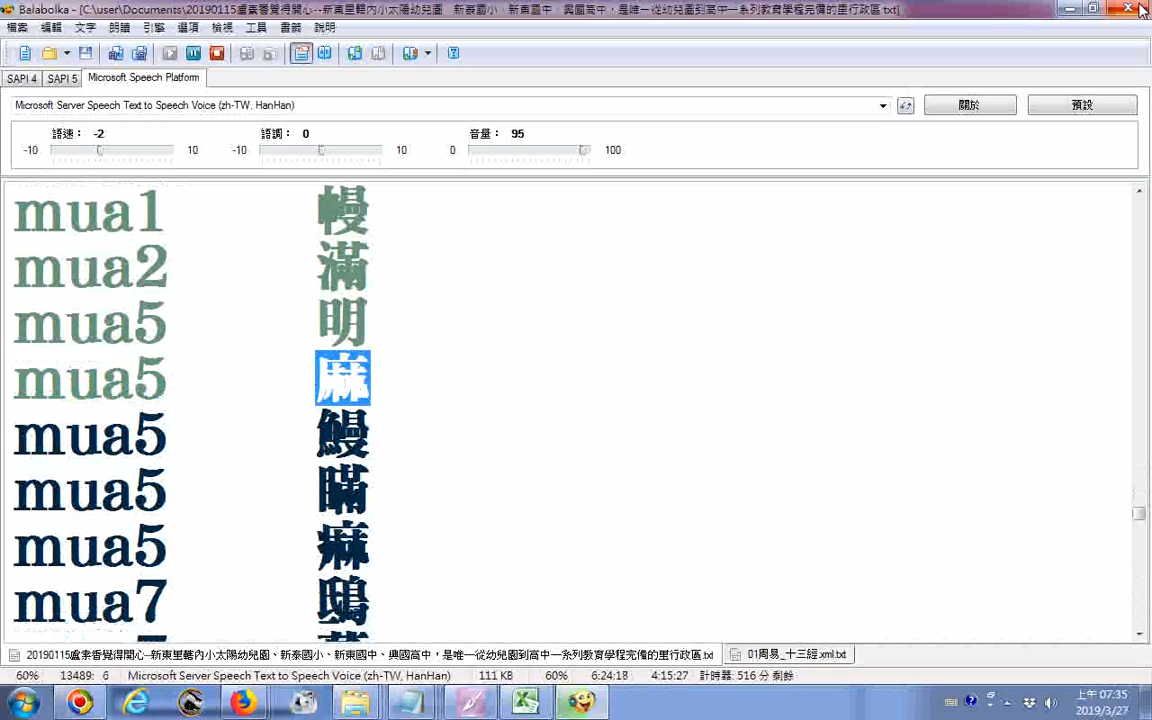 Balabolka - [C:\user\Documents\20190115盧素香覺得開心--新東里轄內小太陽幼兒園、新泰國小、新東國中、興國高中，是唯一從幼兒園到高中一系列教育學程完備的里行政區.txt]
檔案 編輯 文字 朗讀 引擎 選項 檢視 工具 書籤 說明
SAPI 4 SAPI 5 Microsoft Speech Platform
Microsoft Server Speech Text to Speech Voice (zh-TW, HanHan) 關於 預設
語速： -2 語調： 0 音量： 95
-10 10 -10 10 0 100
mua1 幔
mua2 滿
mua5 明
mua5 麻
mua5 鰻
mua5 瞞
mua5 痲
mua7 鴟
20190115盧素香覺得開心--新東里轄內小太陽幼兒園、新泰國小、新東國中、興國高中，是唯一從幼兒園到高中一系列教育學程完備的里行政區.txt 01周易_十三經.xml.txt
60% 13489: 6 Microsoft Server Speech Text to Speech Voice (zh-TW, HanHan) 111 KB 60% 6:24:18 4:15:27 計時器: 516 分 剩餘
上午 07:35
2019/3/27